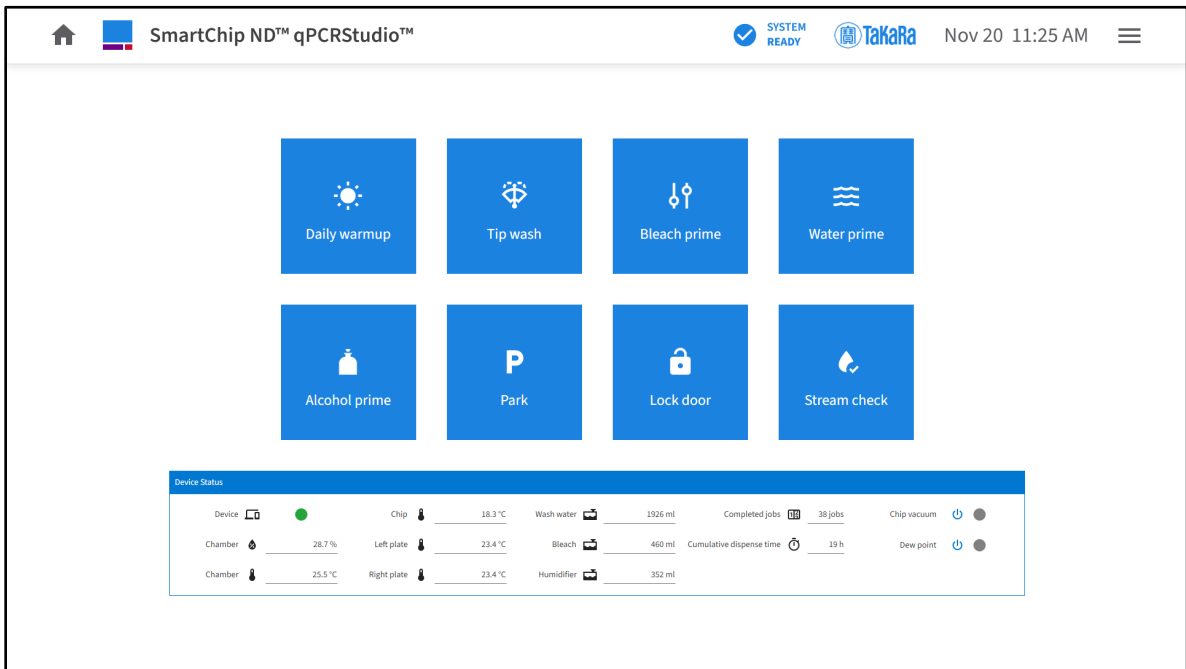 SmartChip ND™ qPCRStudio™
SYSTEM
READY
寳 TaKaRa
Nov 20 11:25 AM
Daily warmup
Tip wash
Bleach prime
Water prime
Alcohol prime
P
Park
Lock door
Stream check
Device Status
Device
Chip 18.3 °C
Wash water 1926 ml
Completed jobs 38 jobs
Chip vacuum
Chamber 28.7 %
Left plate 23.4 °C
Bleach 460 ml
Cumulative dispense time 19 h
Dew point
Chamber 25.5 °C
Right plate 23.4 °C
Humidifier 352 ml